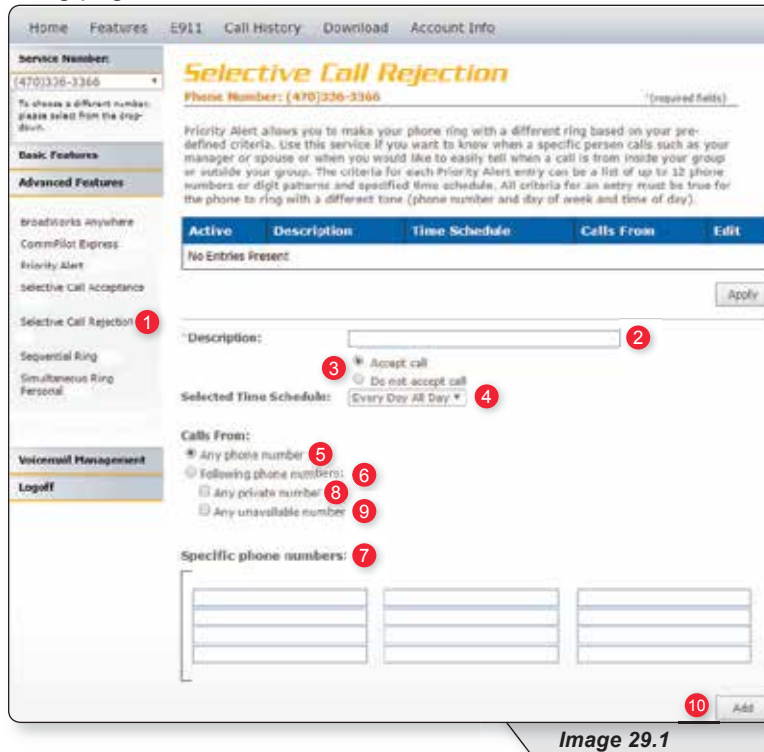 Home Features E911 Call History Download Account Info
Service Number:
(470)336-3366
To choose a different number, please select from the drop-down.
Basic Features
Advanced Features
BroadWorks Anywhere
CommPilot Express
Priority Alert
Selective Call Acceptance
Selective Call Rejection 1
Sequential Ring
Simultaneous Ring
Personal
Voicemail Management
Logoff
Selective Call Rejection
Phone Number: (470)336-3366
*(required fields)
Priority Alert allows you to make your phone ring with a different ring based on your pre-
defined criteria. Use this service if you want to know when a specific person calls such as your
manager or spouse or when you would like to easily tell when a call is from inside your group
or outside your group. The criteria for each Priority Alert entry can be a list of up to 12 phone
numbers or digit patterns and specified time schedule. All criteria for an entry must be true for
the phone to ring with a different tone (phone number and day of week and time of day).
Active Description Time Schedule Calls From Edit
No Entries Present
Apply
*Description: 2
3 Accept call
Do not accept call
Selected Time Schedule: Every Day All Day 4
Calls From:
Any phone number 5
Following phone numbers: 6
Any private number 8
Any unavailable number 9
Specific phone numbers: 7
10 Add
Image 29.1